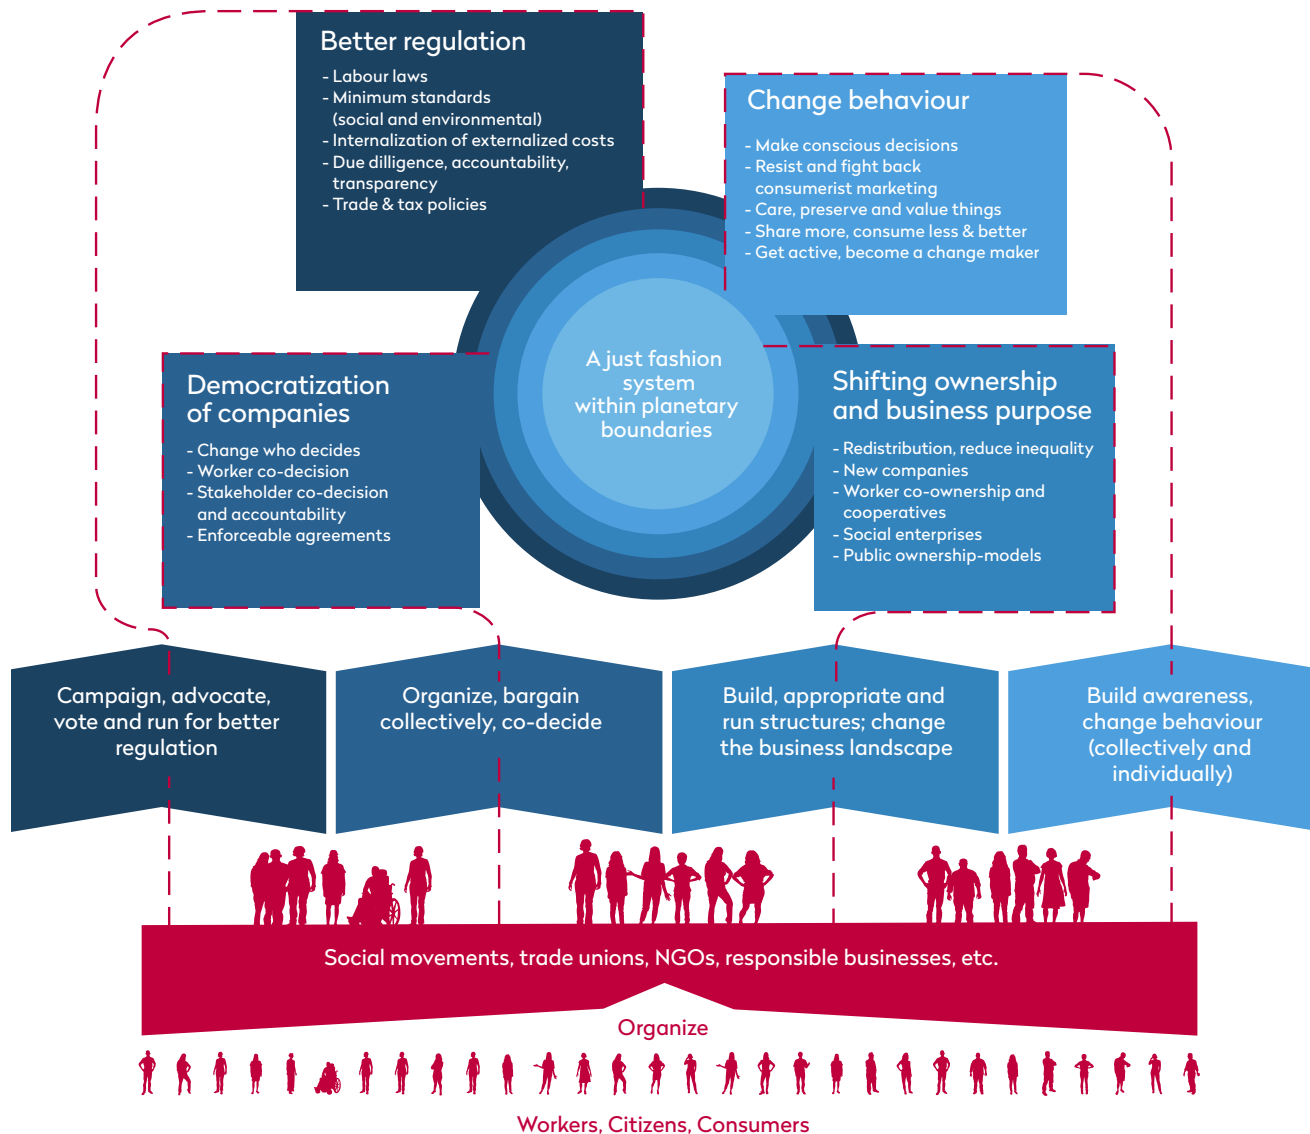 Better regulation
- Labour laws
- Minimum standards
(social and environmental)
- Internalization of externalized costs
- Due dilligence, accountability,
transparency
- Trade & tax policies
Change behaviour
- Make conscious decisions
- Resist and fight back
consumerist marketing
- Care, preserve and value things
- Share more, consume less & better
- Get active, become a change maker
A just fashion
system
within planetary
boundaries
Democratization
of companies
- Change who decides
- Worker co-decision
- Stakeholder co-decision
and accountability
- Enforceable agreements
Shifting ownership
and business purpose
- Redistribution, reduce inequality
- New companies
- Worker co-ownership and
cooperatives
- Social enterprises
- Public ownership-models
Campaign, advocate,
vote and run for better
regulation
Organize, bargain
collectively, co-decide
Build, appropriate and
run structures; change
the business landscape
Build awareness,
change behaviour
(collectively and
individually)
Social movements, trade unions, NGOs, responsible businesses, etc.
Organize
Workers, Citizens, Consumers